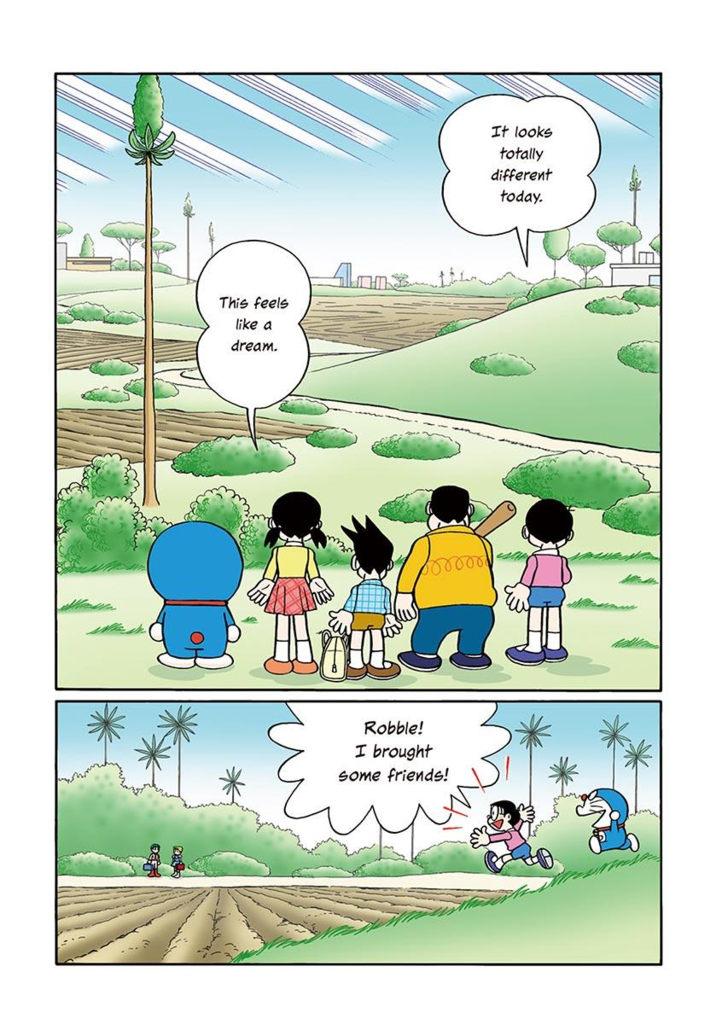 It looks
totally
different
today.
This feels
like a
dream.
Robble!
I brought
some friends!